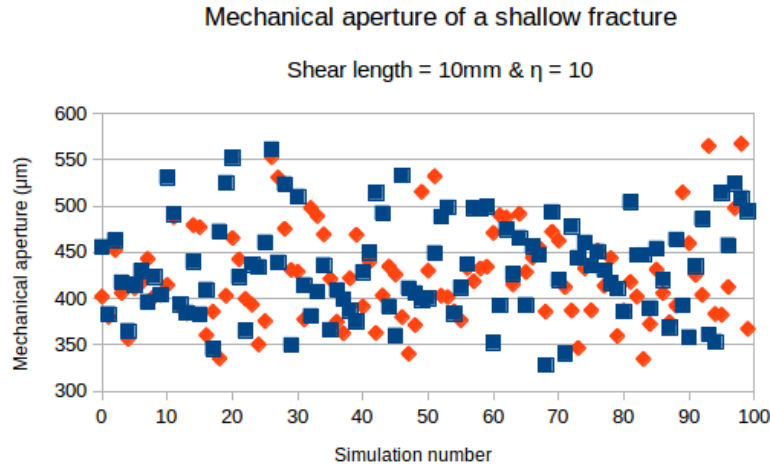 Mechanical aperture of a shallow fracture
Shear length = 10mm & η = 10
Mechanical aperture (µm)
600
550
500
450
400
350
300
0 10 20 30 40 50 60 70 80 90 100
Simulation number